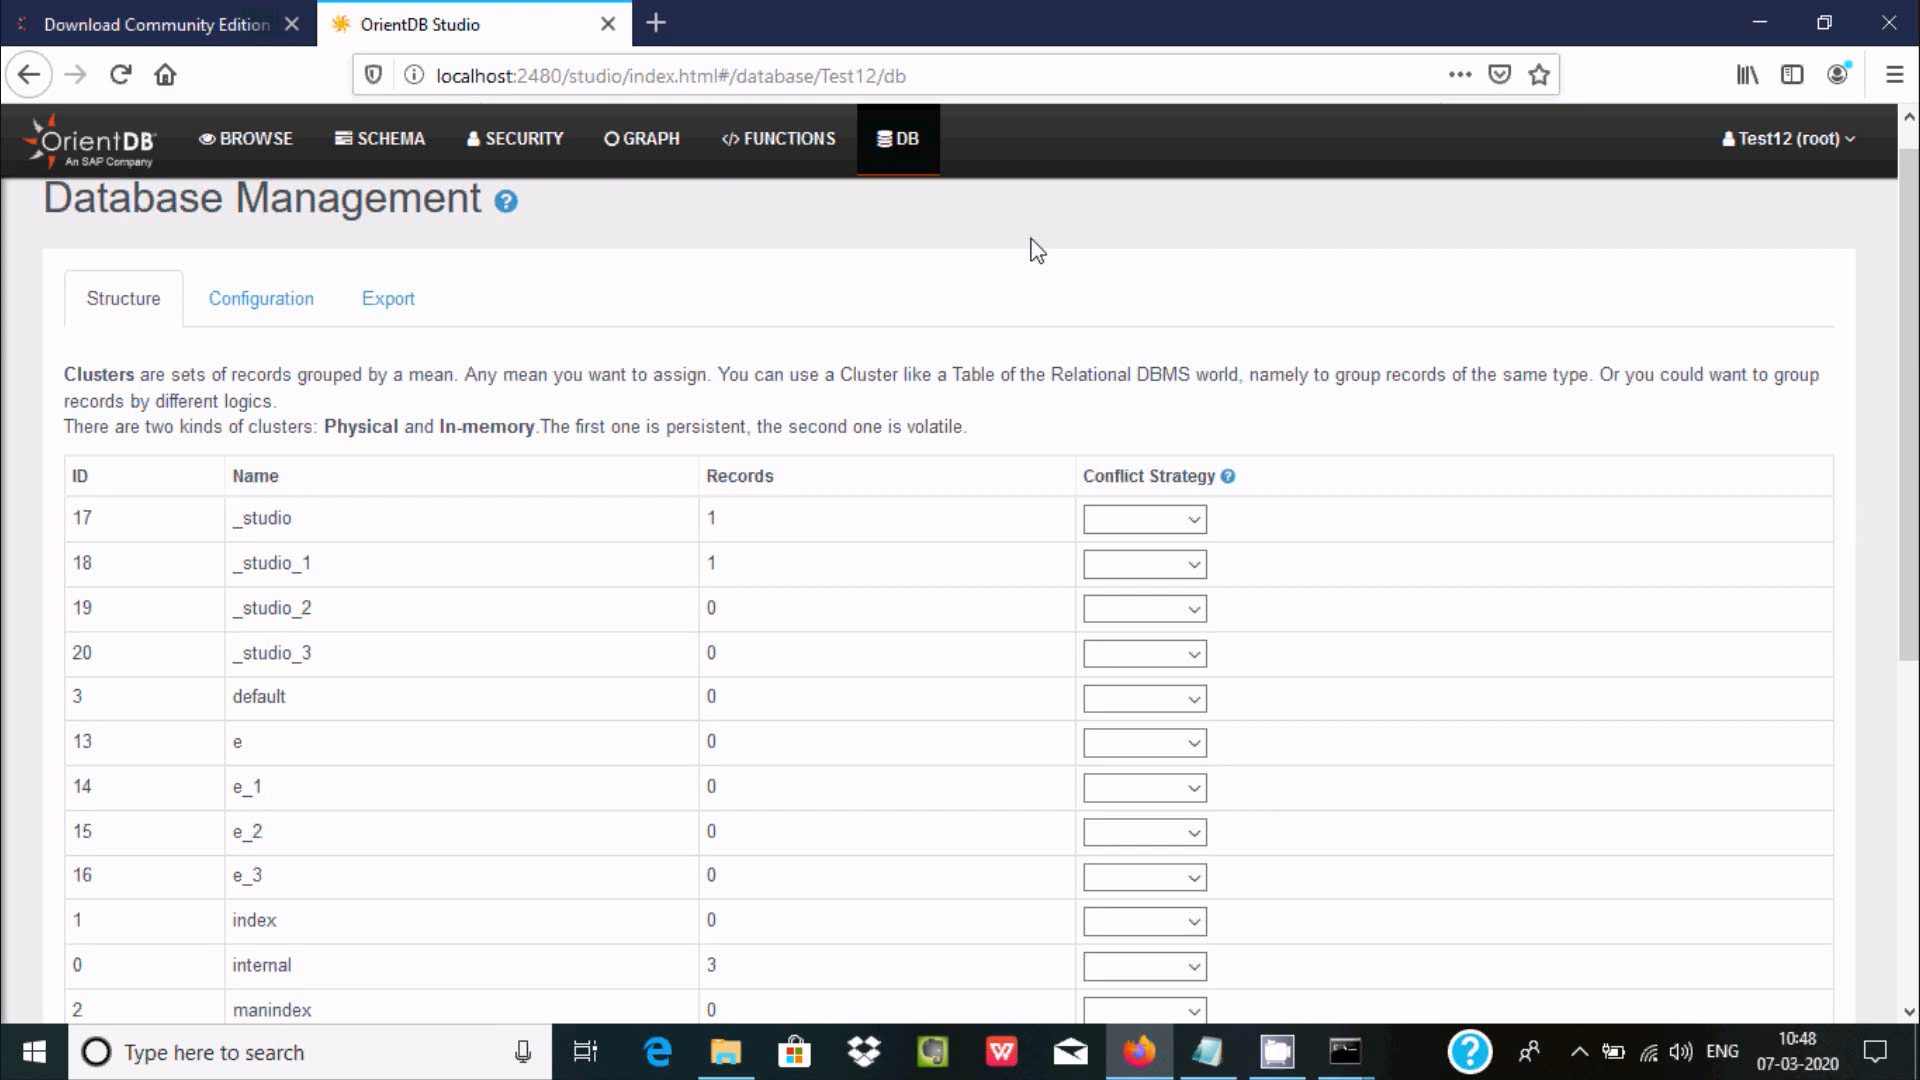 Download Community Edition
OrientDB Studio
localhost:2480/studio/index.html#/database/Test12/db
OrientDB
An SAP Company
BROWSE
SCHEMA
SECURITY
GRAPH
FUNCTIONS
DB
Test12 (root)
Database Management ?
Structure
Configuration
Export
Clusters are sets of records grouped by a mean. Any mean you want to assign. You can use a Cluster like a Table of the Relational DBMS world, namely to group records of the same type. Or you could want to group
records by different logics.
There are two kinds of clusters: Physical and In-memory.The first one is persistent, the second one is volatile.
ID Name Records Conflict Strategy ?
17 _studio 1
18 _studio_1 1
19 _studio_2 0
20 _studio_3 0
3 default 0
13 e 0
14 e_1 0
15 e_2 0
16 e_3 0
1 index 0
0 internal 3
2 manindex 0
Type here to search
ENG
10:48
07-03-2020